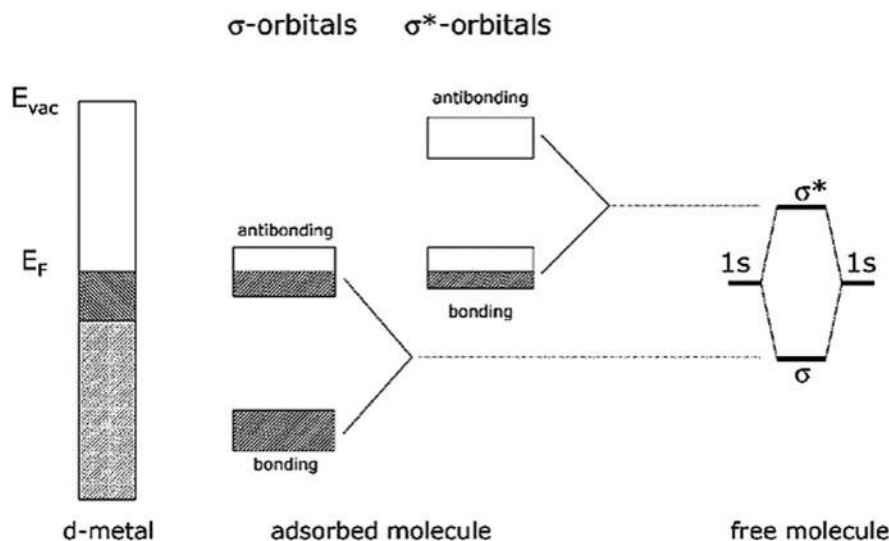 σ-orbitals σ*-orbitals
E_vac
antibonding
σ*
antibonding
E_F
1s 1s
bonding
σ
bonding
d-metal adsorbed molecule free molecule